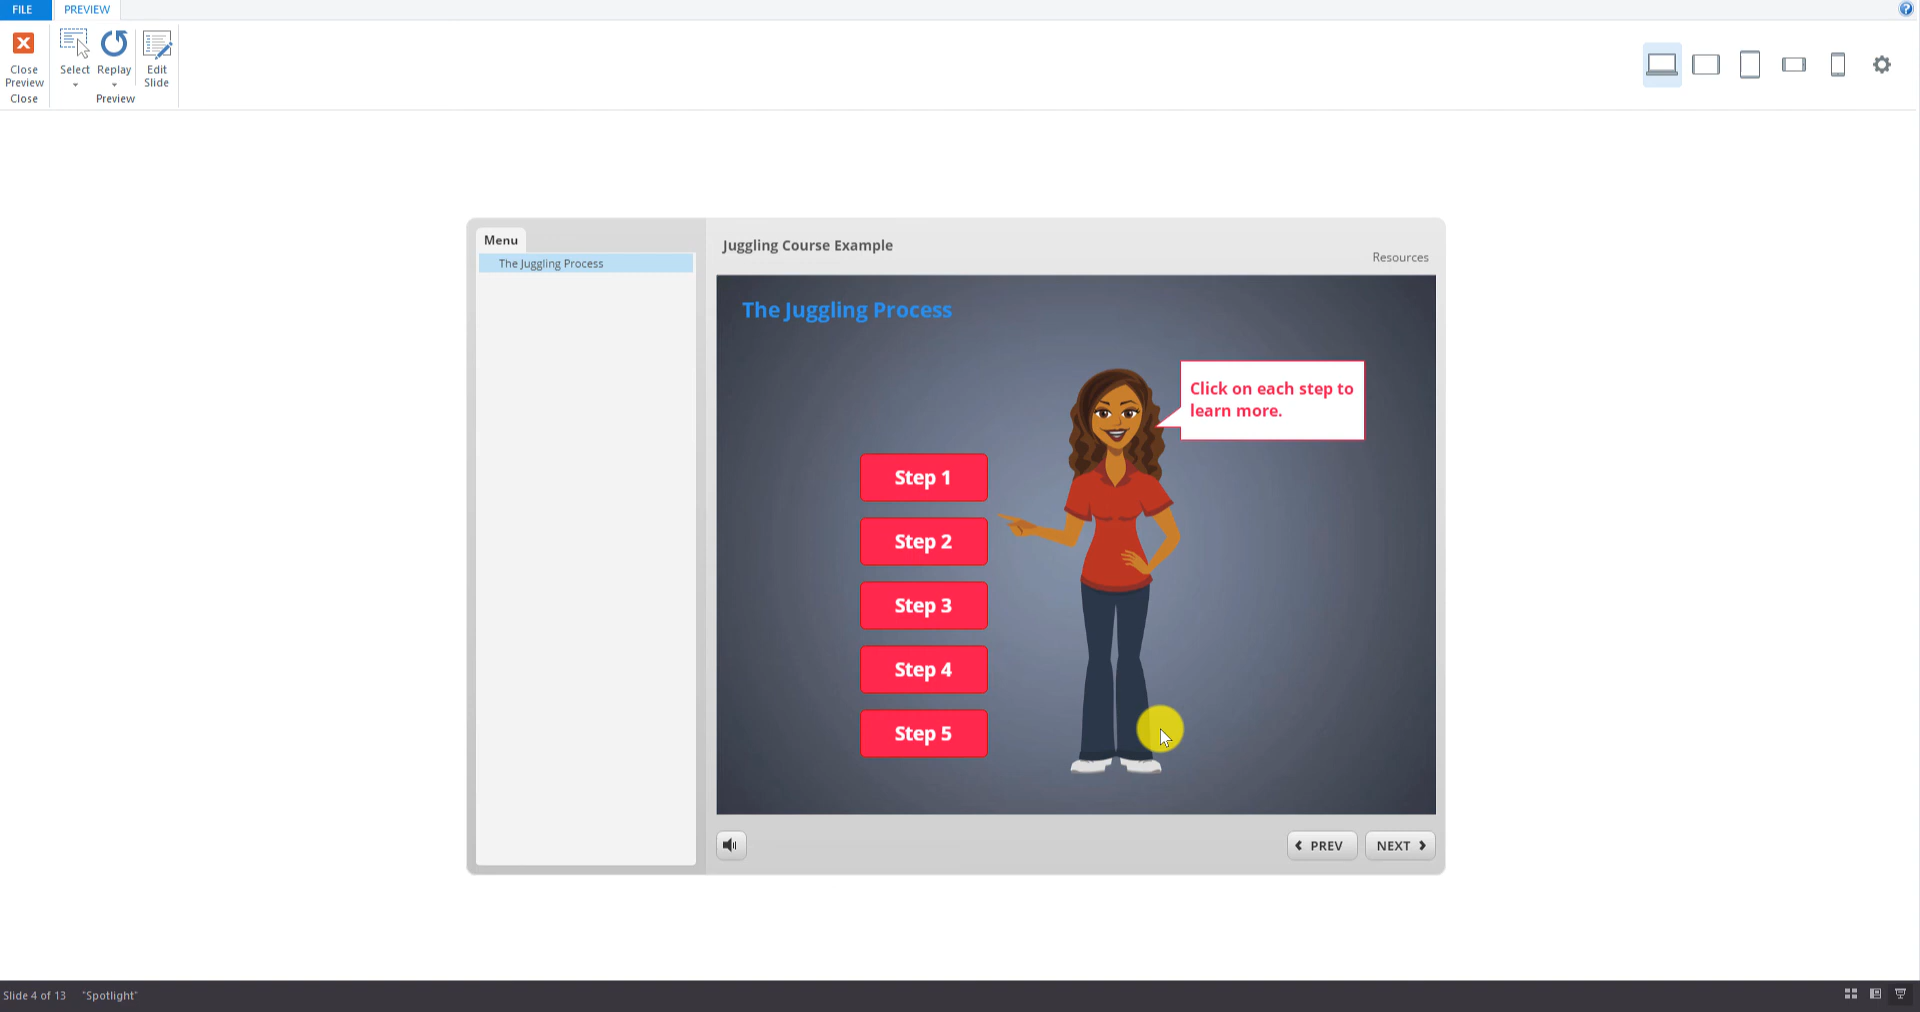 FILE
PREVIEW
Close
Preview
Close
Select
Replay
Edit
Slide
Preview
Menu
The Juggling Process
Juggling Course Example
Resources
The Juggling Process
Click on each step to
learn more.
Step 1
Step 2
Step 3
Step 4
Step 5
PREV
NEXT
Slide 4 of 13
"Spotlight"